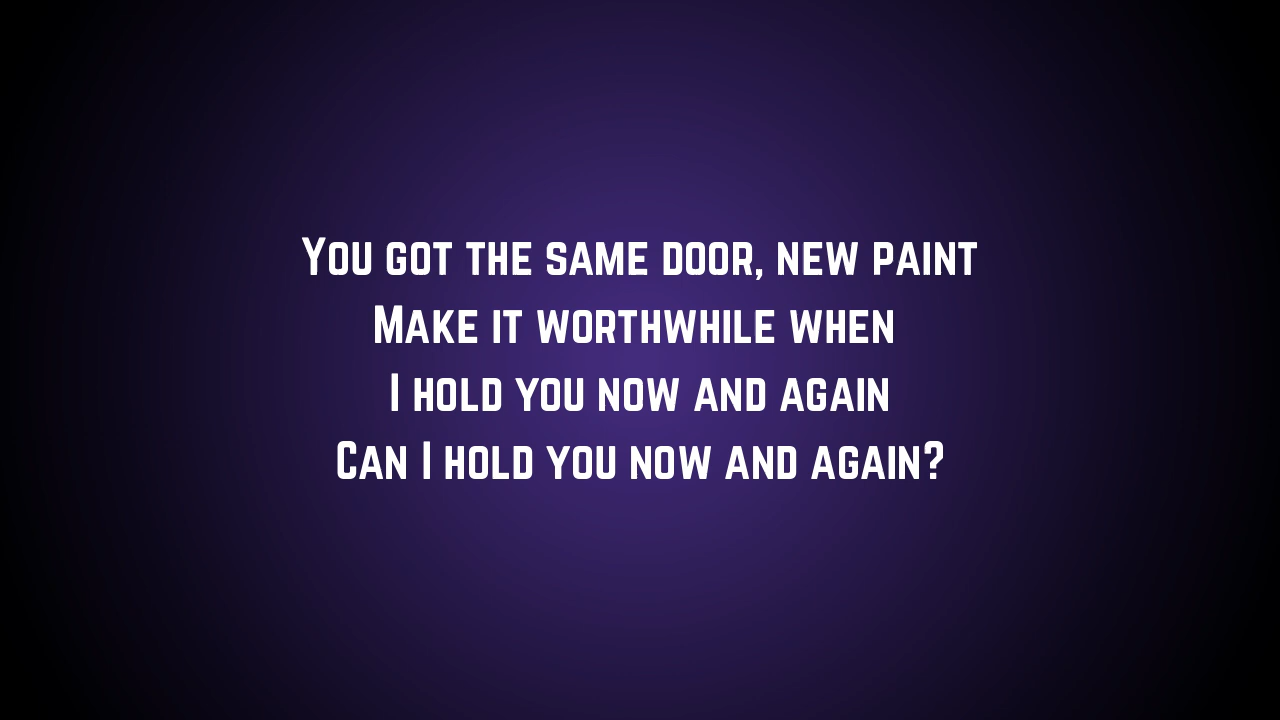 You got the same door, new paint
Make it worthwhile when
I hold you now and again
Can I hold you now and again?